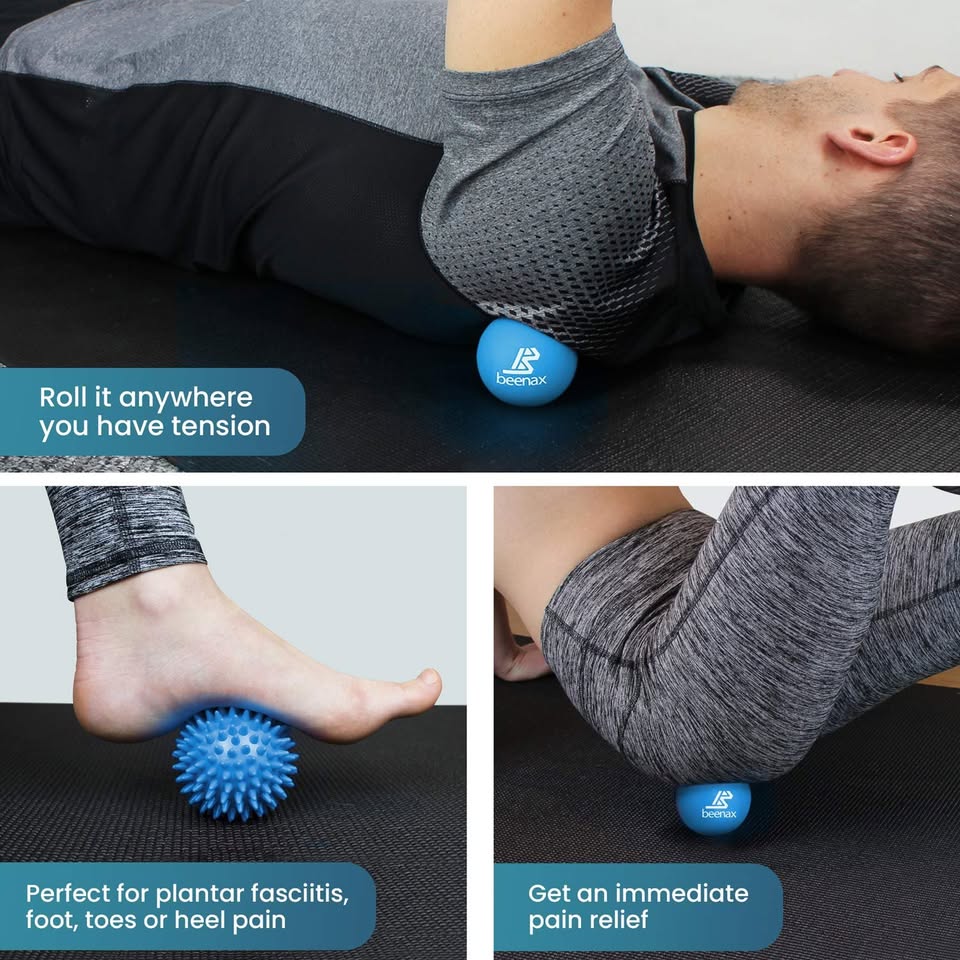 beenax
Roll it anywhere
you have tension
Perfect for plantar fasciitis,
foot, toes or heel pain
beenax
Get an immediate
pain relief